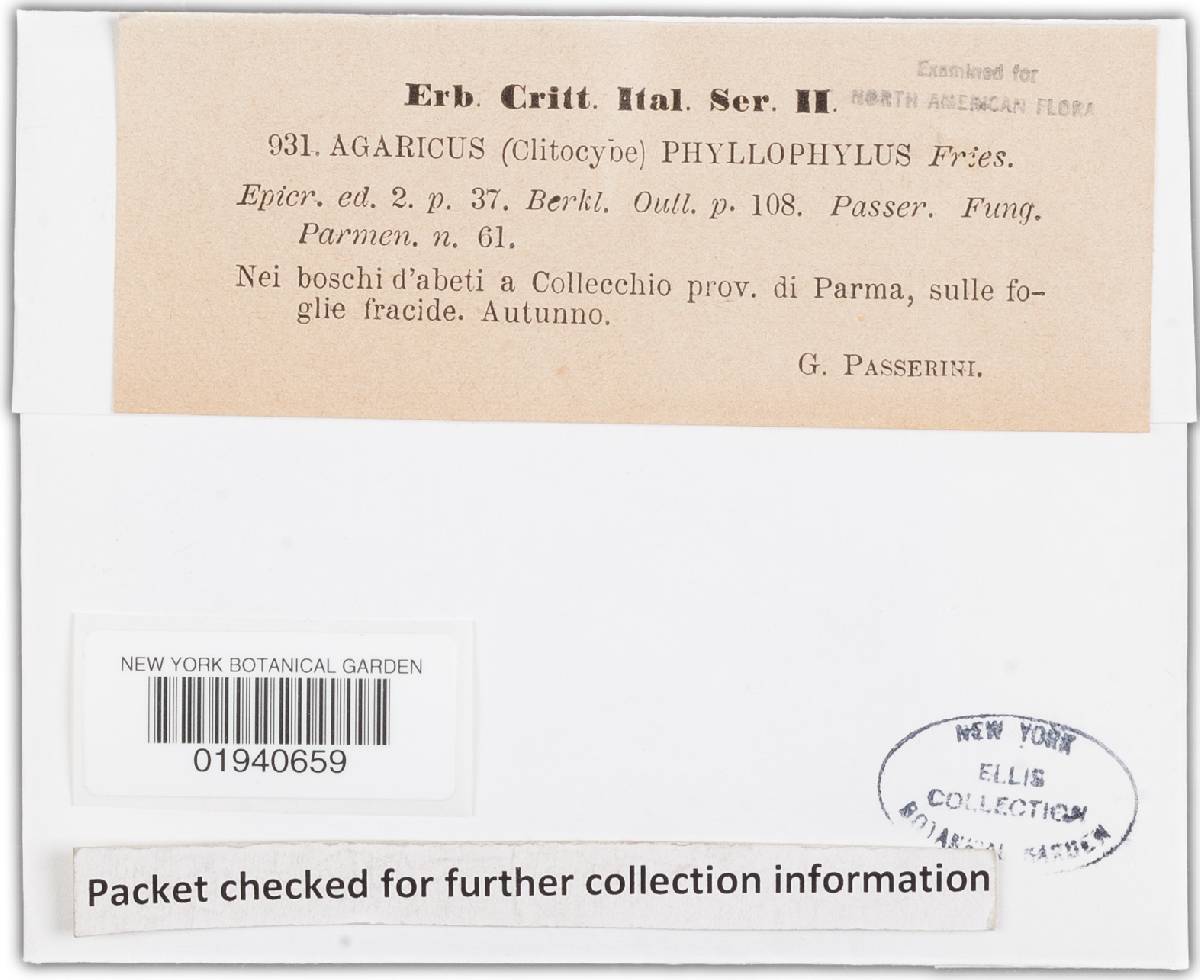 Examined for
NORTH AMERICAN FLORA
Erb. Critt. Ital. Ser. II.
931. AGARICUS (Clitocybe) PHYLLOPHYLUS Fries.
Epicr. ed. 2. p. 37. Berkl. Outl. p. 108. Passer. Fung.
Parmen. n. 61.
Nei boschi d'abeti a Collecchio prov. di Parma, sulle fo-
glie fracide. Autunno.
G. PASSERINI.
NEW YORK BOTANICAL GARDEN
01940659
NEW YORK
ELLIS
COLLECTION
BOTANICAL GARDEN
Packet checked for further collection information